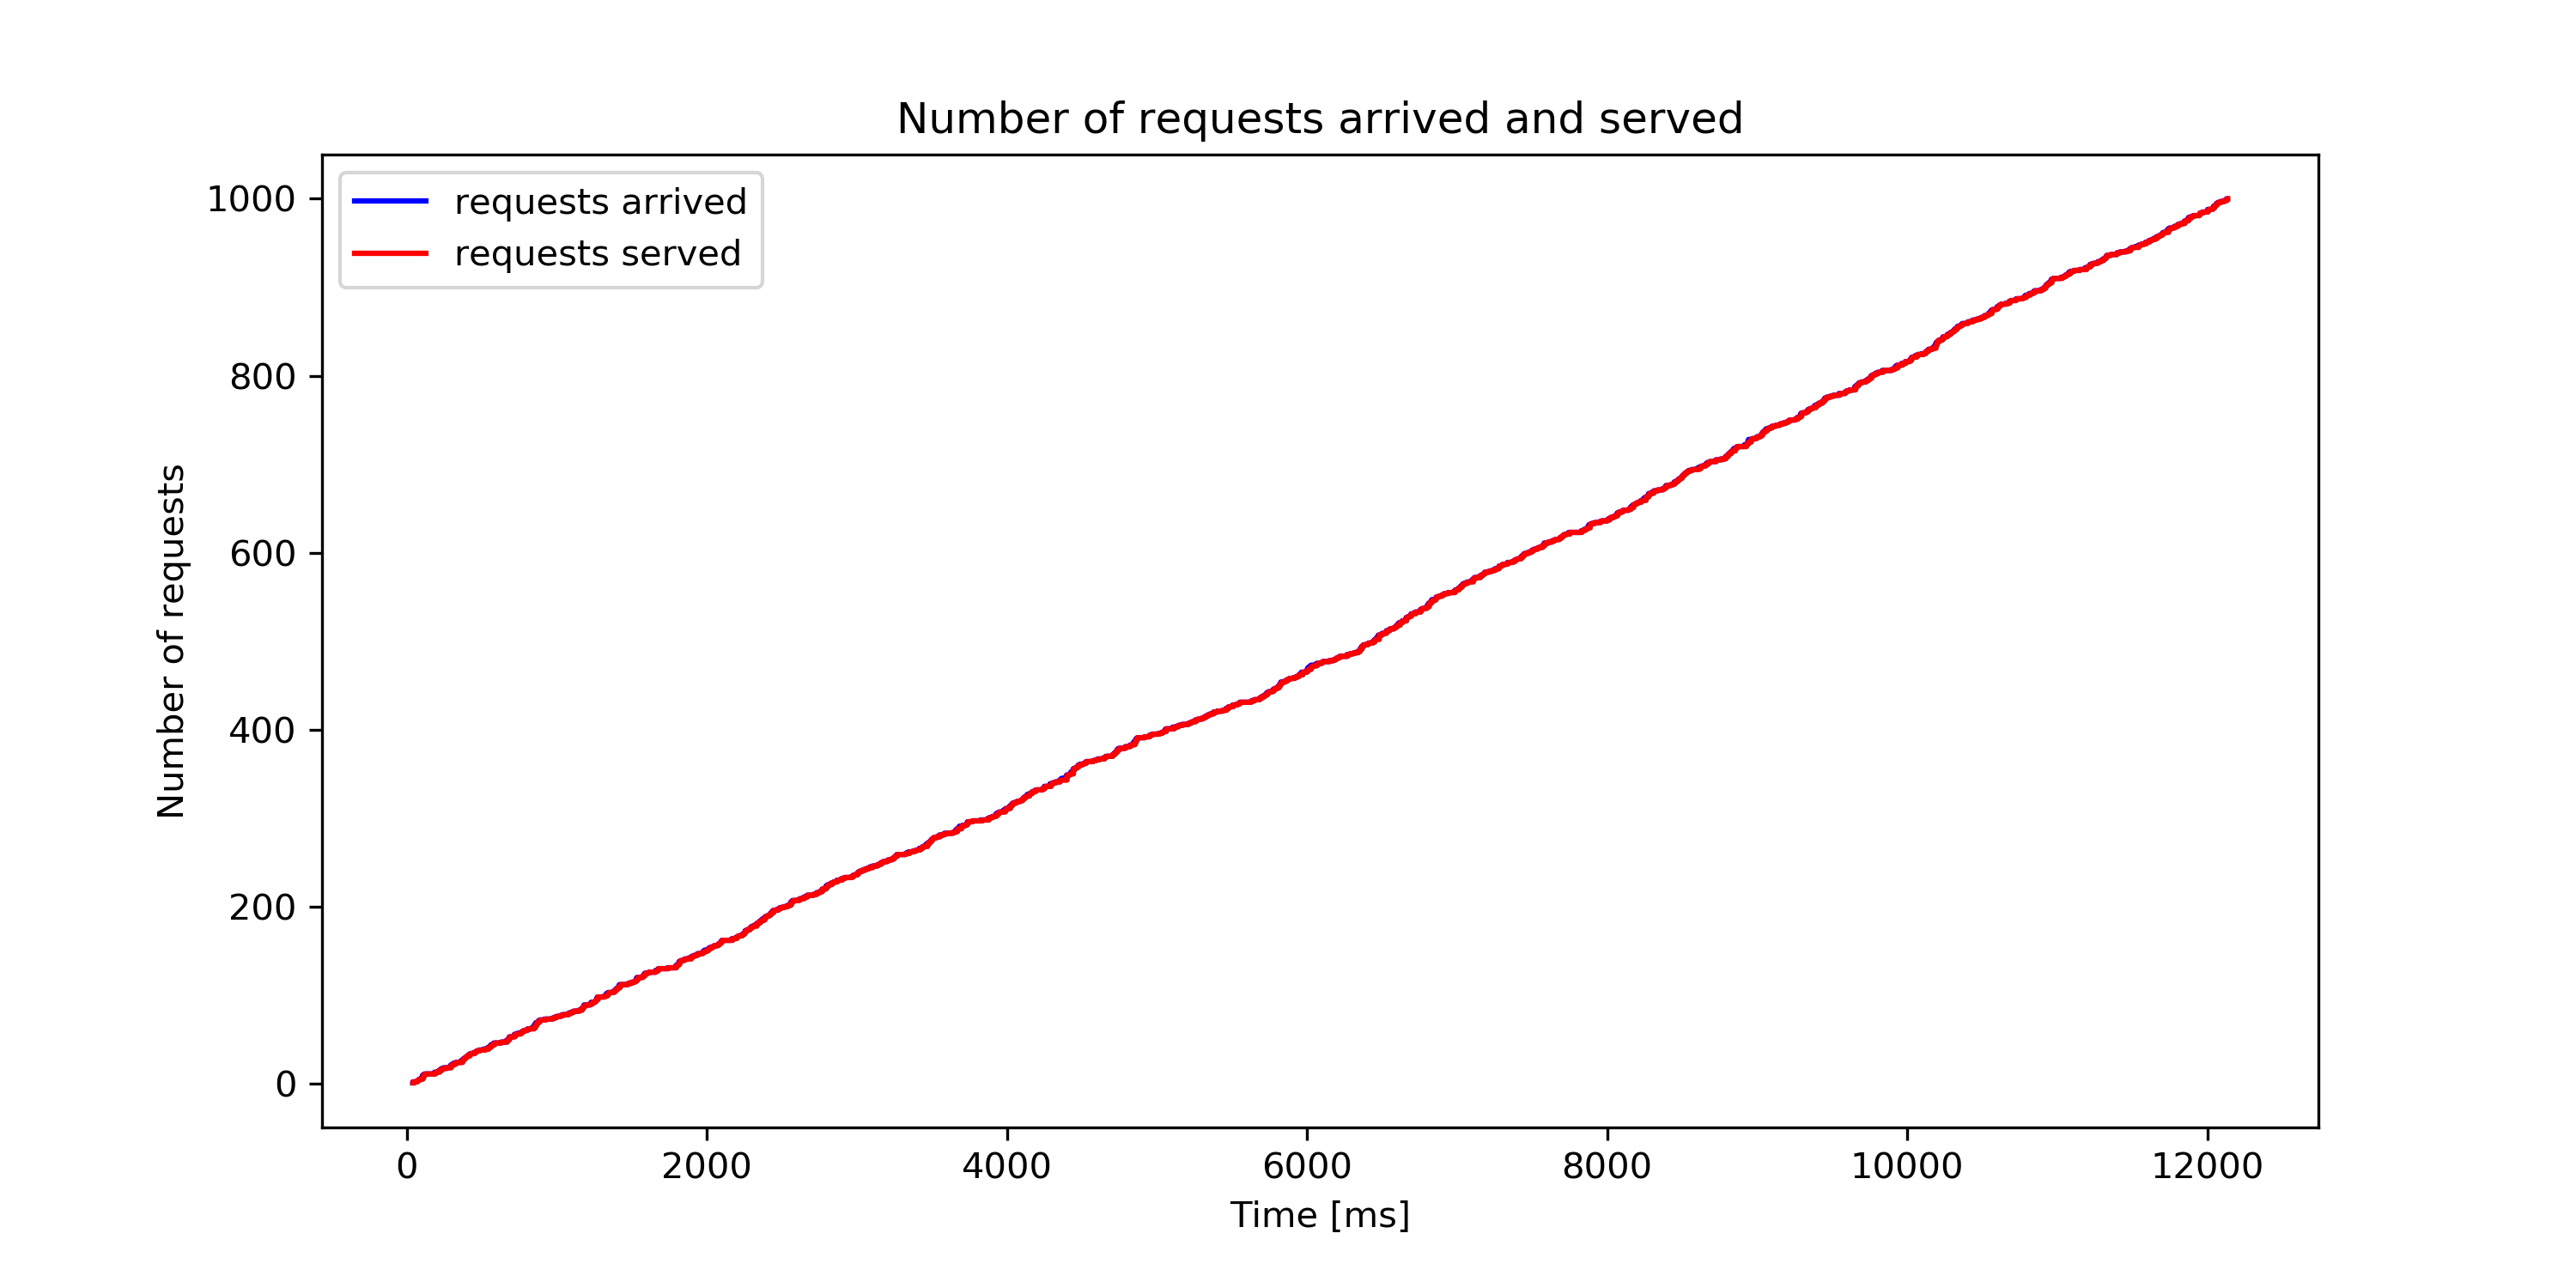 Number of requests arrived and served
requests arrived
requests served
1000
800
600
400
200
0
Number of requests
0 2000 4000 6000 8000 10000 12000
Time [ms]